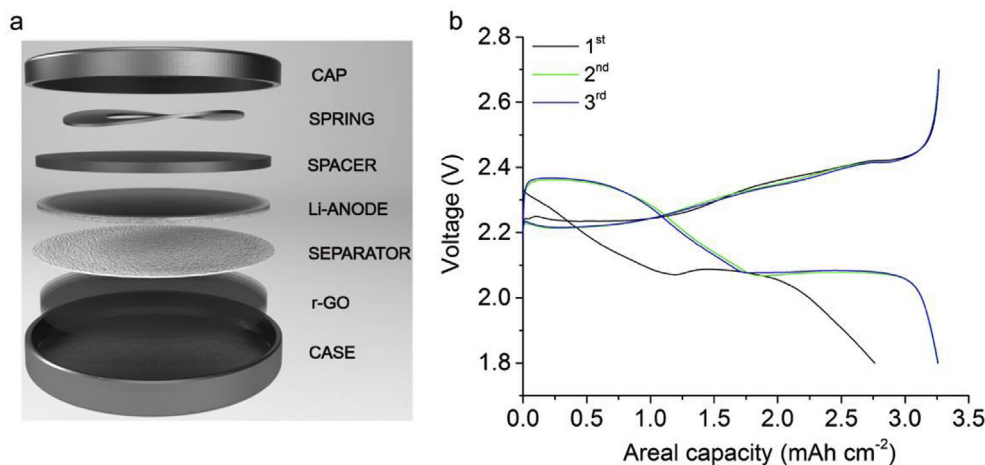 a
CAP
SPRING
SPACER
Li-ANODE
SEPARATOR
r-GO
CASE
b
1st
2nd
3rd
Voltage (V)
2.8
2.6
2.4
2.2
2.0
1.8
0.0 0.5 1.0 1.5 2.0 2.5 3.0 3.5
Areal capacity (mAh cm-2)